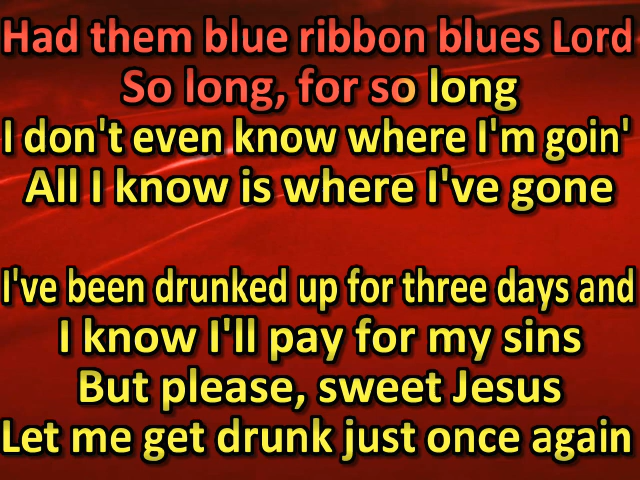 Had them blue ribbon blues Lord
So long, for so long
I don't even know where I'm goin'
All I know is where I've gone
I've been drunked up for three days and
I know I'll pay for my sins
But please, sweet Jesus
Let me get drunk just once again